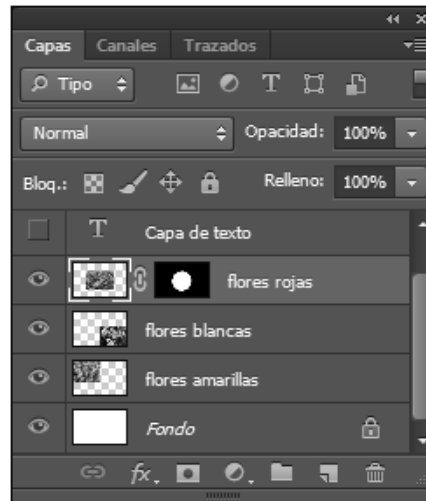 Capas Canales Trazados
Tipo T
Normal Opacidad: 100%
Bloq.: Relleno: 100%
T Capa de texto
flores rojas
flores blancas
flores amarillas
Fondo
fx.